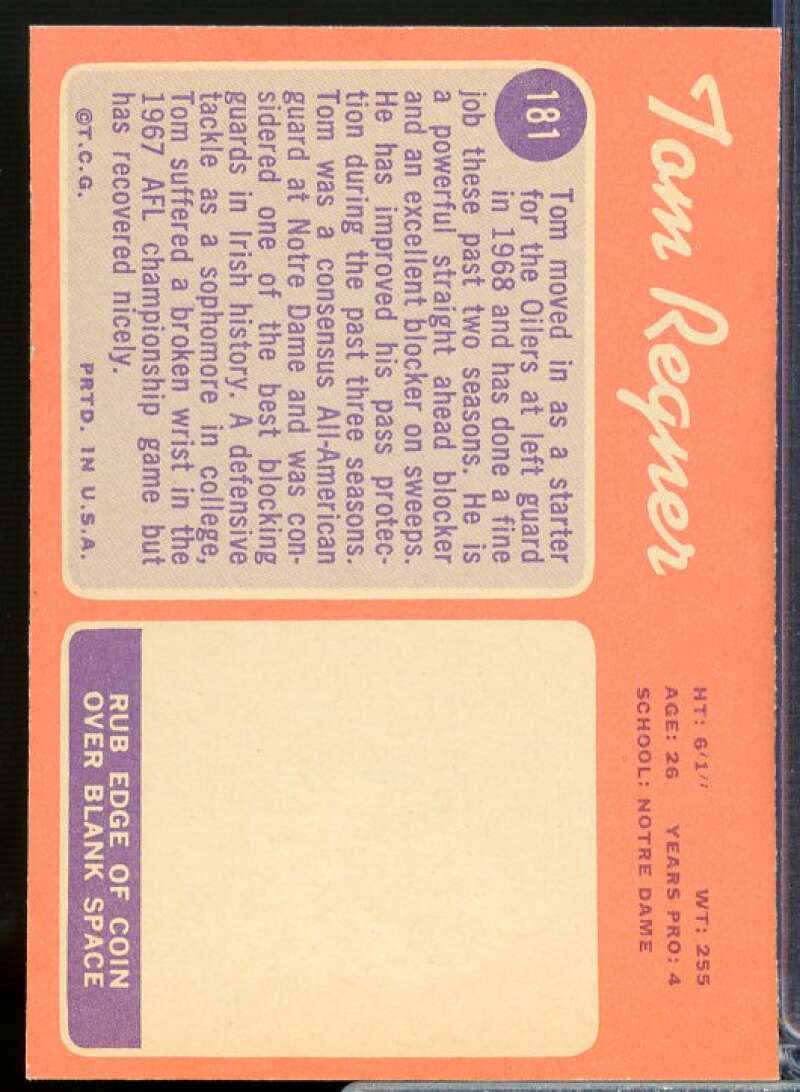 Tom Regner
HT: 6'1" WT: 255
AGE: 26 YEARS PRO: 4
SCHOOL: NOTRE DAME
181
Tom moved in as a starter
for the Oilers at left guard
in 1968 and has done a fine
job these past two seasons. He is
a powerful straight ahead blocker
and an excellent blocker on sweeps.
He has improved his pass protec-
tion during the past three seasons.
Tom was a consensus All-American
guard at Notre Dame and was con-
sidered one of the best blocking
guards in Irish history. A defensive
tackle as a sophomore in college,
Tom suffered a broken wrist in the
1967 AFL championship game but
has recovered nicely.
©T.C.G. PRTD. IN U.S.A.
RUB EDGE OF COIN
OVER BLANK SPACE